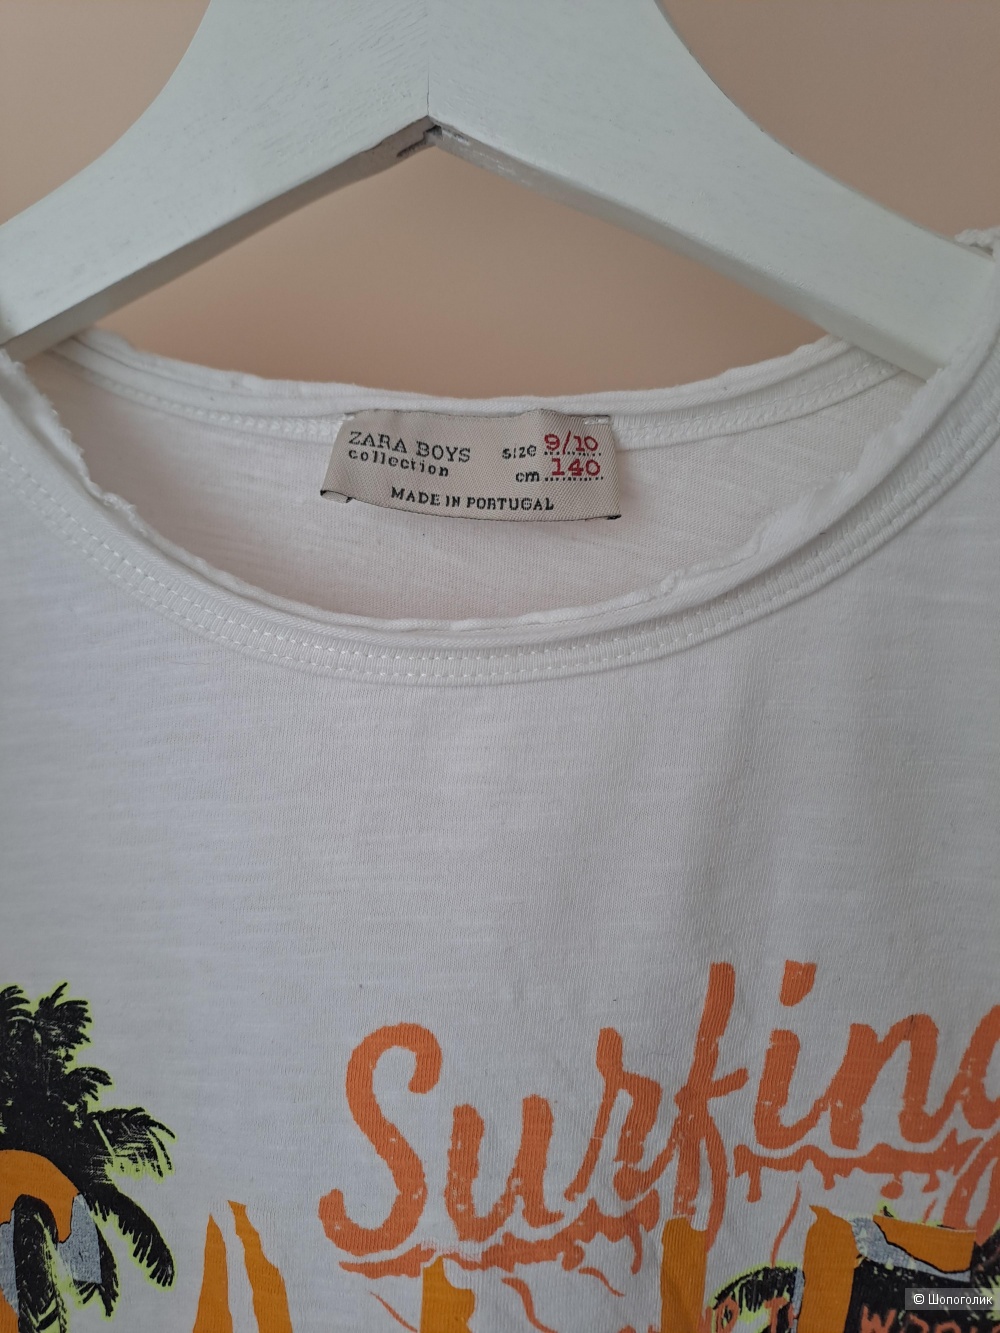 ZARA BOYS
collection
size 9/10
cm 140
MADE IN PORTUGAL
Surfing
© Шопоголик